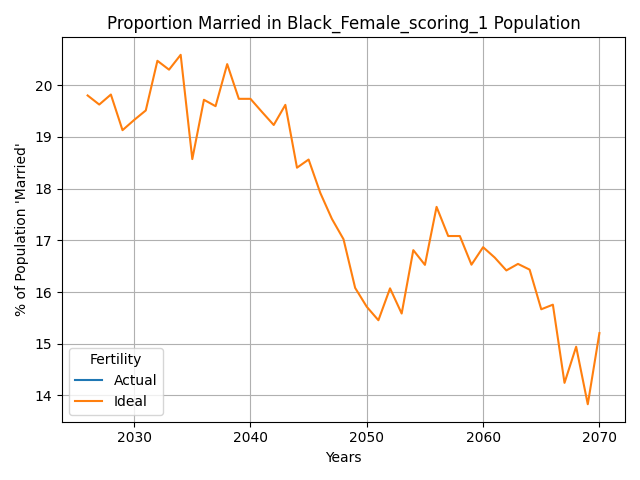 Proportion Married in Black_Female_scoring_1 Population
% of Population 'Married'
20
19
18
17
16
15
14
Fertility
Actual
Ideal
2030 2040 2050 2060 2070
Years